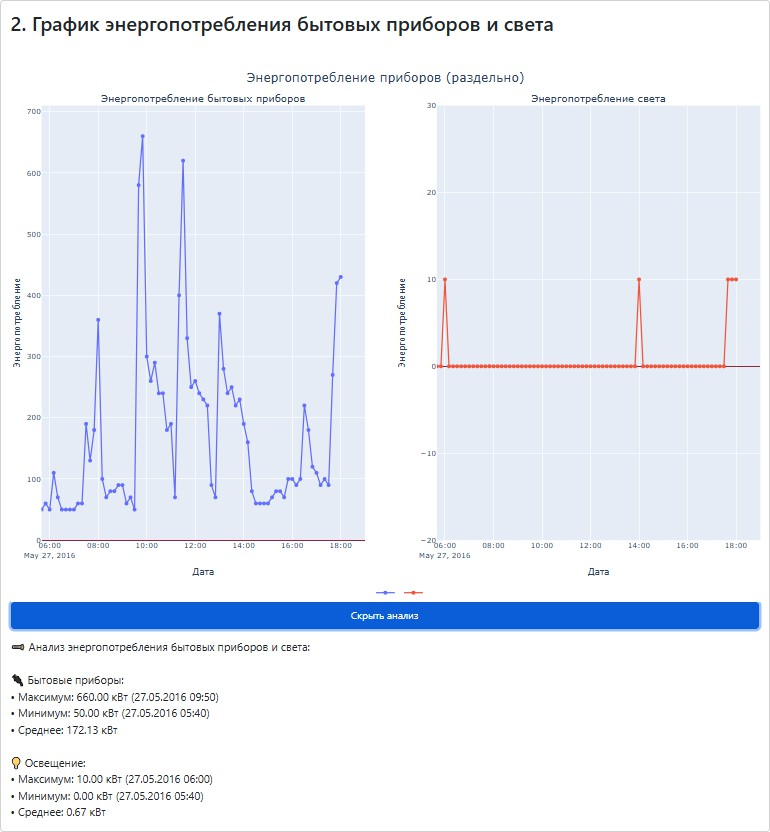 2. График энергопотребления бытовых приборов и света
Энергопотребление приборов (раздельно)
Энергопотребление бытовых приборов
700
600
500
400
300
200
100
0
Энергопотребление
06:00 08:00 10:00 12:00 14:00 16:00 18:00
May 27, 2016
Дата
Энергопотребление света
30
20
10
0
−10
−20
Энергопотребление
06:00 08:00 10:00 12:00 14:00 16:00 18:00
May 27, 2016
Дата
Скрыть анализ
Анализ энергопотребления бытовых приборов и света:
Бытовые приборы:
• Максимум: 660.00 кВт (27.05.2016 09:50)
• Минимум: 50.00 кВт (27.05.2016 05:40)
• Среднее: 172.13 кВт
Освещение:
• Максимум: 10.00 кВт (27.05.2016 06:00)
• Минимум: 0.00 кВт (27.05.2016 05:40)
• Среднее: 0.67 кВт